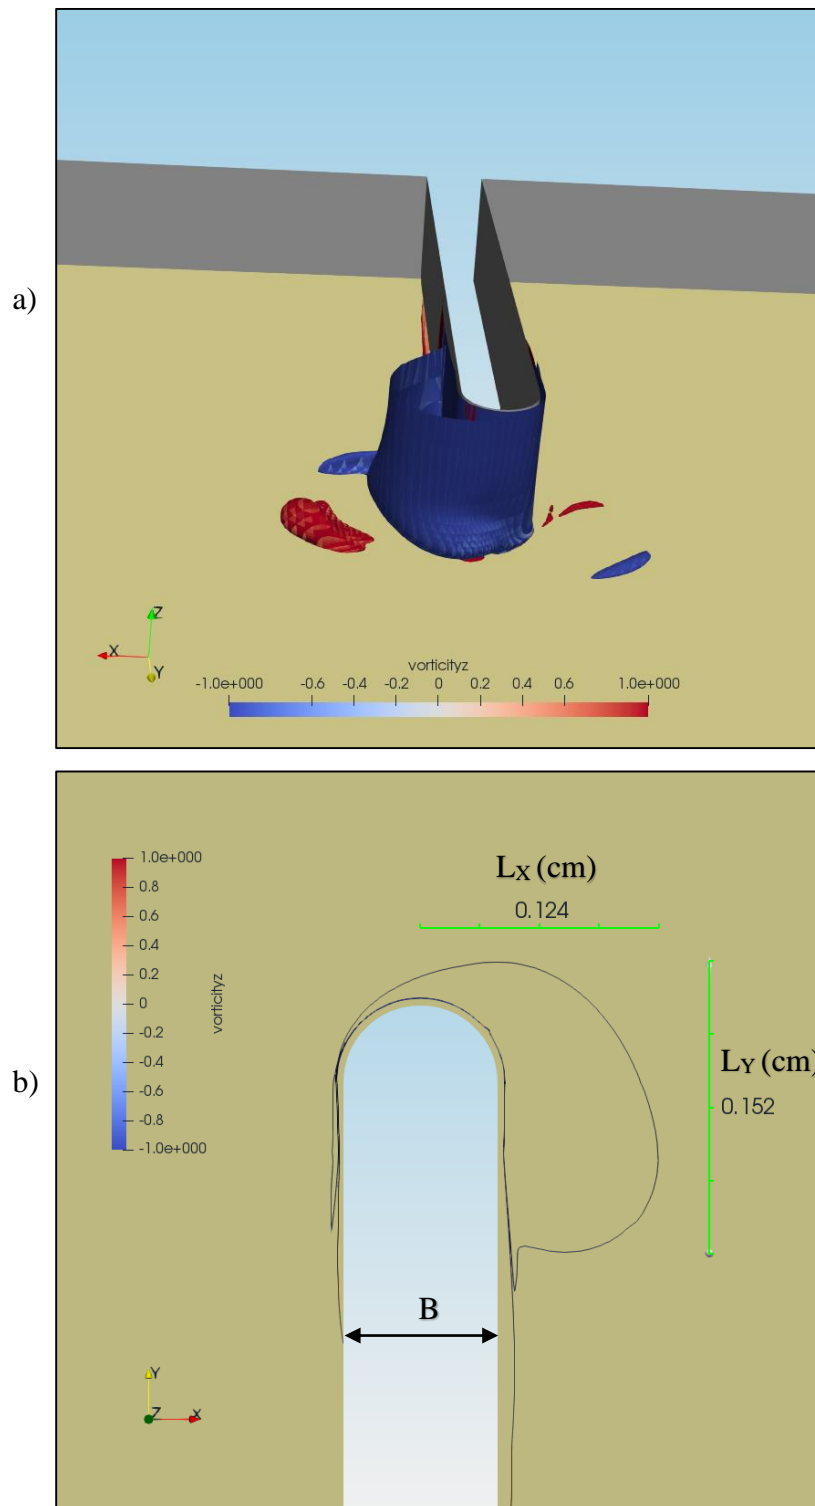 a)
Z
X
Y
vorticityz
-1.0e+000 -0.6 -0.4 -0.2 0 0.2 0.4 0.6 1.0e+000
b)
1.0e+000
0.8
0.6
0.4
0.2
0
-0.2
-0.4
-0.6
-0.8
-1.0e+000
vorticityz
LX (cm)
0.124
LY (cm)
0.152
B
Y
Z
X